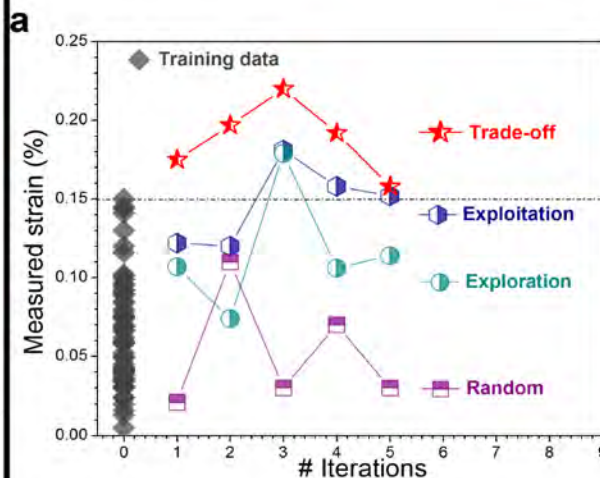 a
0.25
0.20
0.15
0.10
0.05
0.00
Measured strain (%)
Training data
Trade-off
Exploitation
Exploration
Random
0 1 2 3 4 5 6 7 8 9
# Iterations